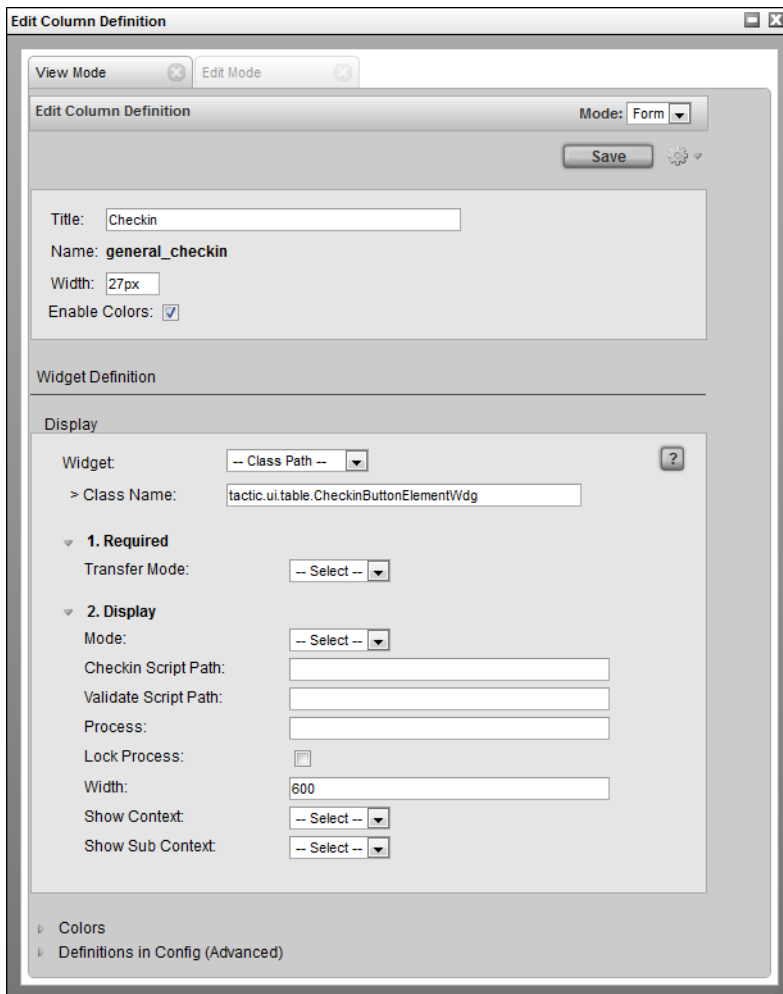 Edit Column Definition
View Mode Edit Mode
Edit Column Definition Mode: Form
Save
Title: Checkin
Name: general_checkin
Width: 27px
Enable Colors:
Widget Definition
Display
Widget: -- Class Path -- ?
> Class Name: tactic.ui.table.CheckinButtonElementWdg
1. Required
Transfer Mode: -- Select --
2. Display
Mode: -- Select --
Checkin Script Path:
Validate Script Path:
Process:
Lock Process:
Width: 600
Show Context: -- Select --
Show Sub Context: -- Select --
Colors
Definitions in Config (Advanced)